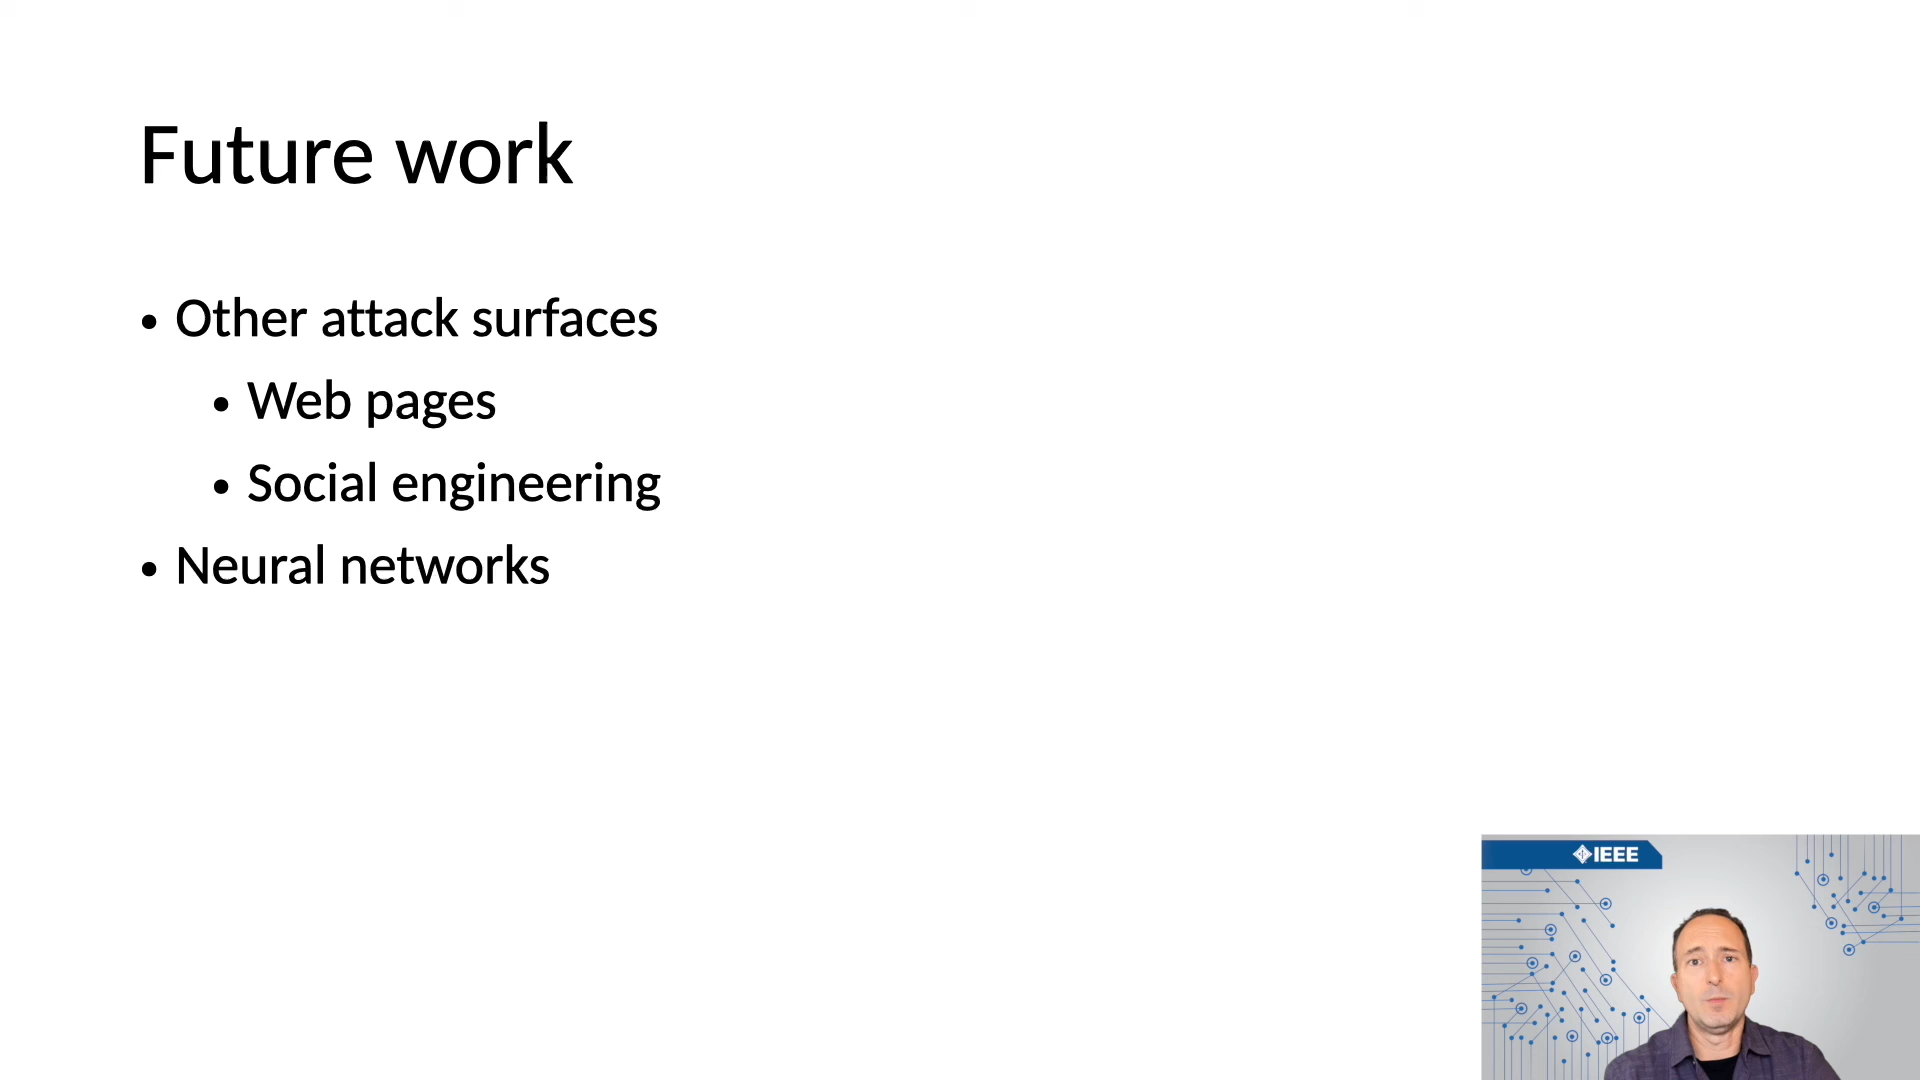 Future work
• Other attack surfaces
• Web pages
• Social engineering
• Neural networks
IEEE